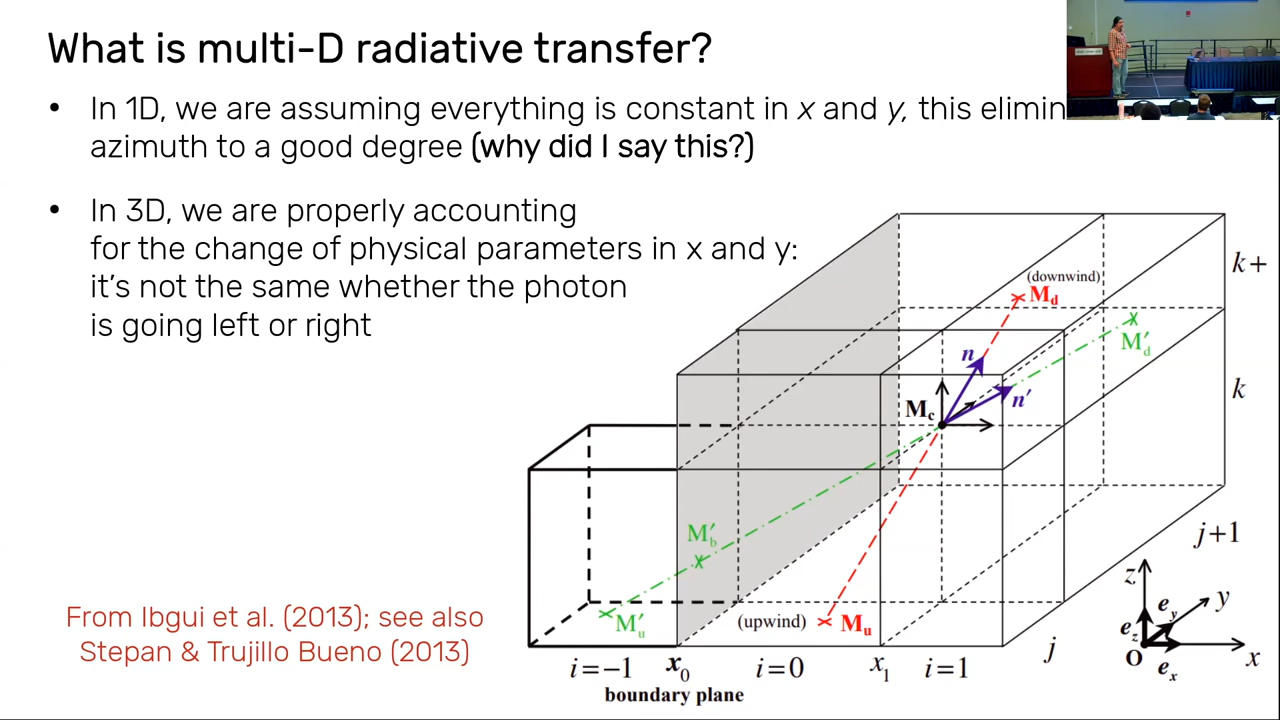 What is multi-D radiative transfer?
• In 1D, we are assuming everything is constant in x and y, this elimin
azimuth to a good degree (why did I say this?)
• In 3D, we are properly accounting
for the change of physical parameters in x and y:
it's not the same whether the photon
is going left or right
k+
(downwind)
M_d
M′_d
n
n′
M_c
k
M′_b
j+1
z
y
e_y
e_z
O
e_x
x
From Ibgui et al. (2013); see also
Stepan & Trujillo Bueno (2013)
M′_u
(upwind)
M_u
j
i=−1
x_0
i=0
x_1
i=1
boundary plane